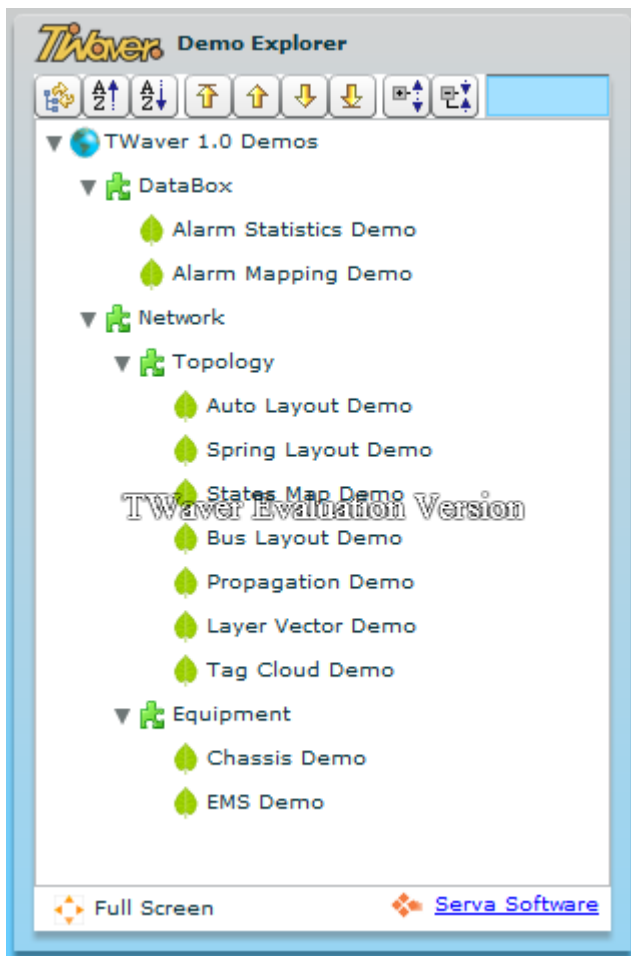 TWaver Demo Explorer
TWaver 1.0 Demos
DataBox
Alarm Statistics Demo
Alarm Mapping Demo
Network
Topology
Auto Layout Demo
Spring Layout Demo
States Map Demo
TWaver Evaluation Version
Bus Layout Demo
Propagation Demo
Layer Vector Demo
Tag Cloud Demo
Equipment
Chassis Demo
EMS Demo
Full Screen Serva Software